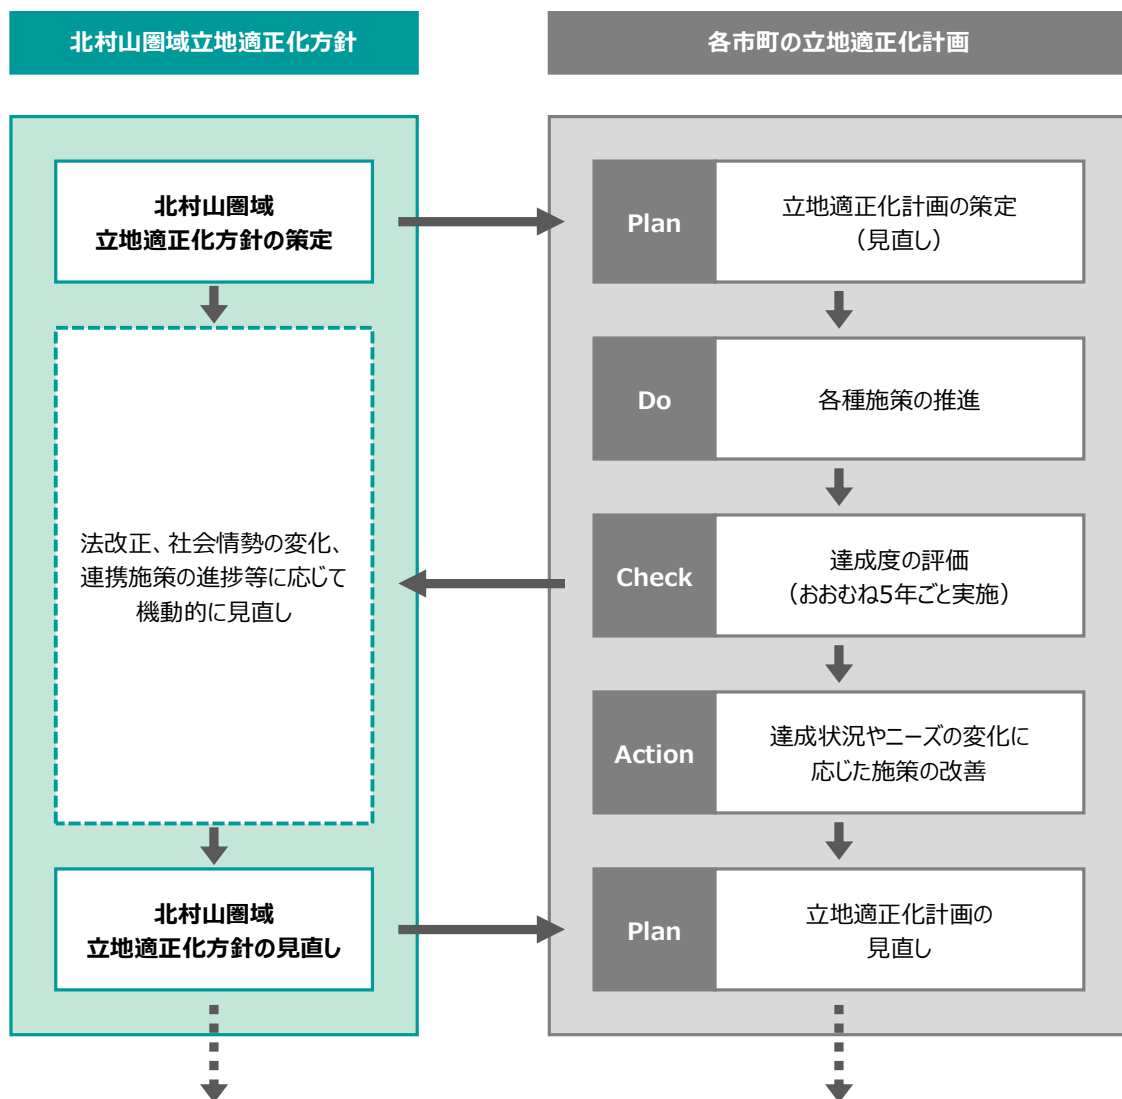 北村山圏域立地適正化方針
各市町の立地適正化計画
北村山圏域
立地適正化方針の策定
法改正、社会情勢の変化、
連携施策の進捗等に応じて
機動的に見直し
北村山圏域
立地適正化方針の見直し
Plan
立地適正化計画の策定
（見直し）
Do
各種施策の推進
Check
達成度の評価
（おおむね5年ごと実施）
Action
達成状況やニーズの変化に
応じた施策の改善
Plan
立地適正化計画の
見直し